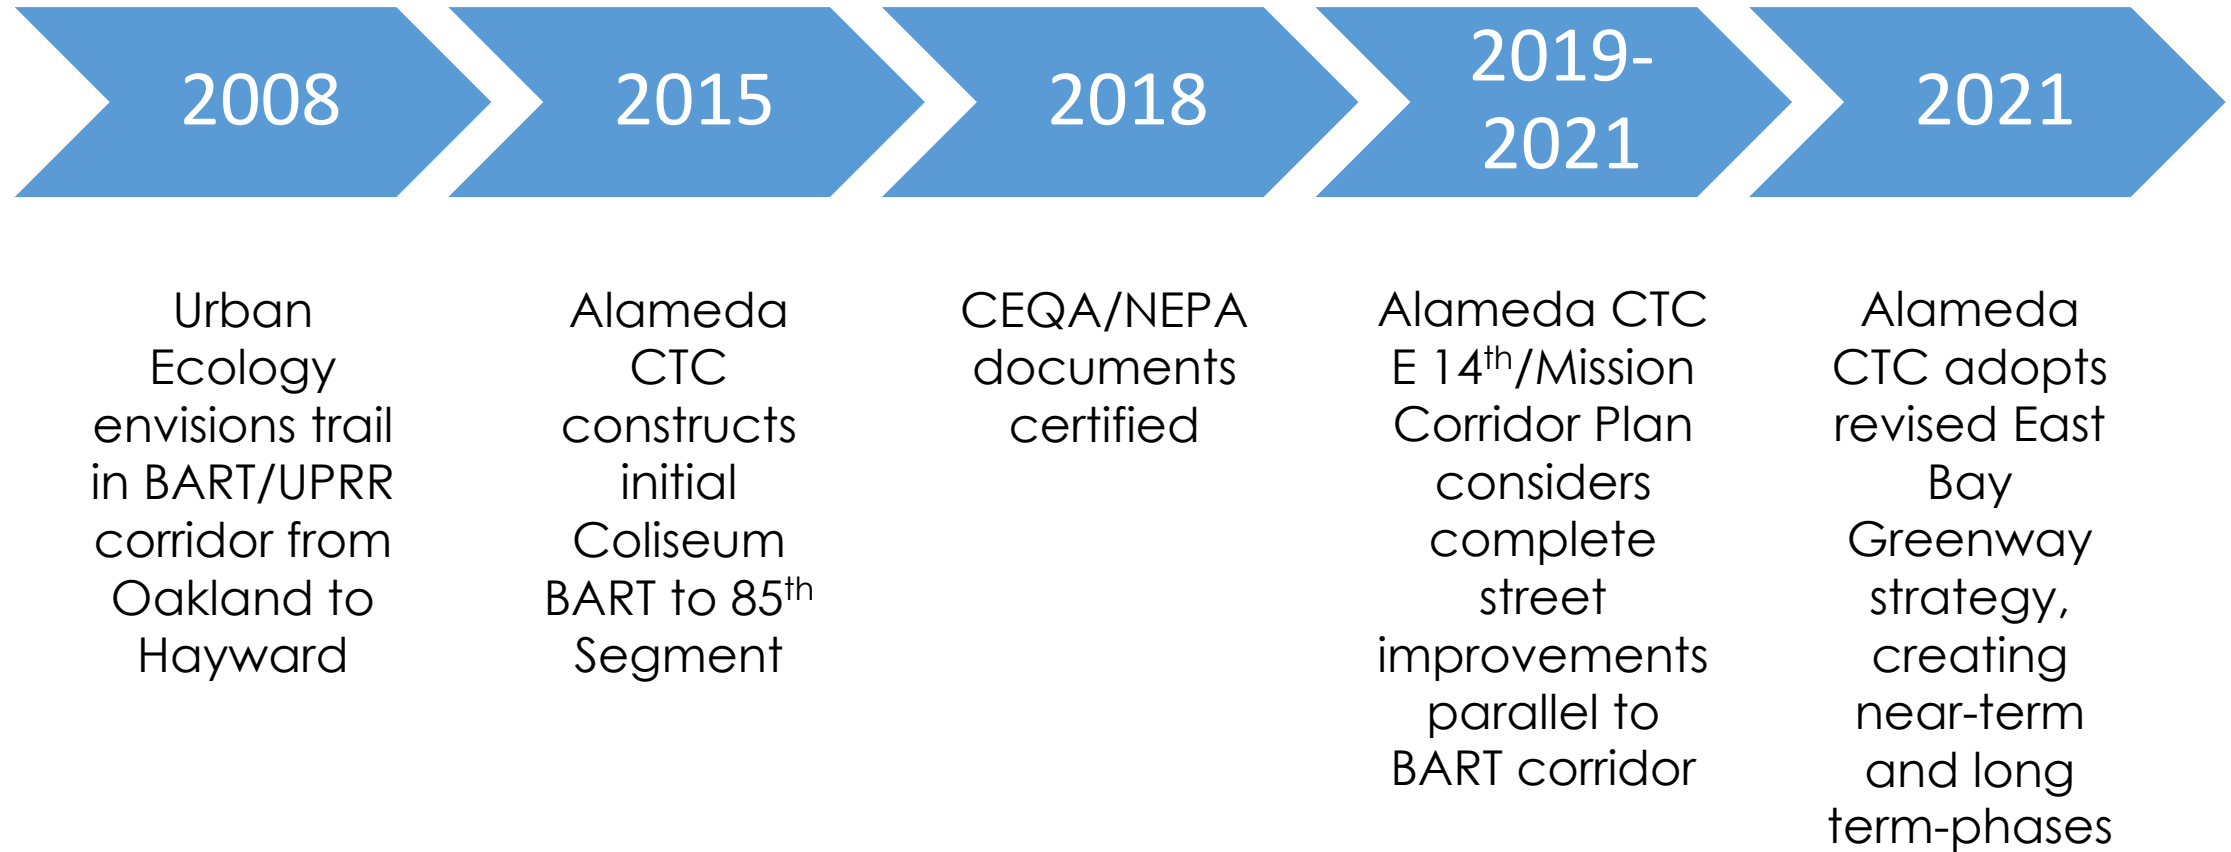 2008
Urban
Ecology
envisions trail
in BART/UPRR
corridor from
Oakland to
Hayward
2015
Alameda
CTC
constructs
initial
Coliseum
BART to 85th
Segment
2018
CEQA/NEPA
documents
certified
2019-
2021
Alameda CTC
E 14th/Mission
Corridor Plan
considers
complete
street
improvements
parallel to
BART corridor
2021
Alameda
CTC adopts
revised East
Bay
Greenway
strategy,
creating
near-term
and long
term-phases